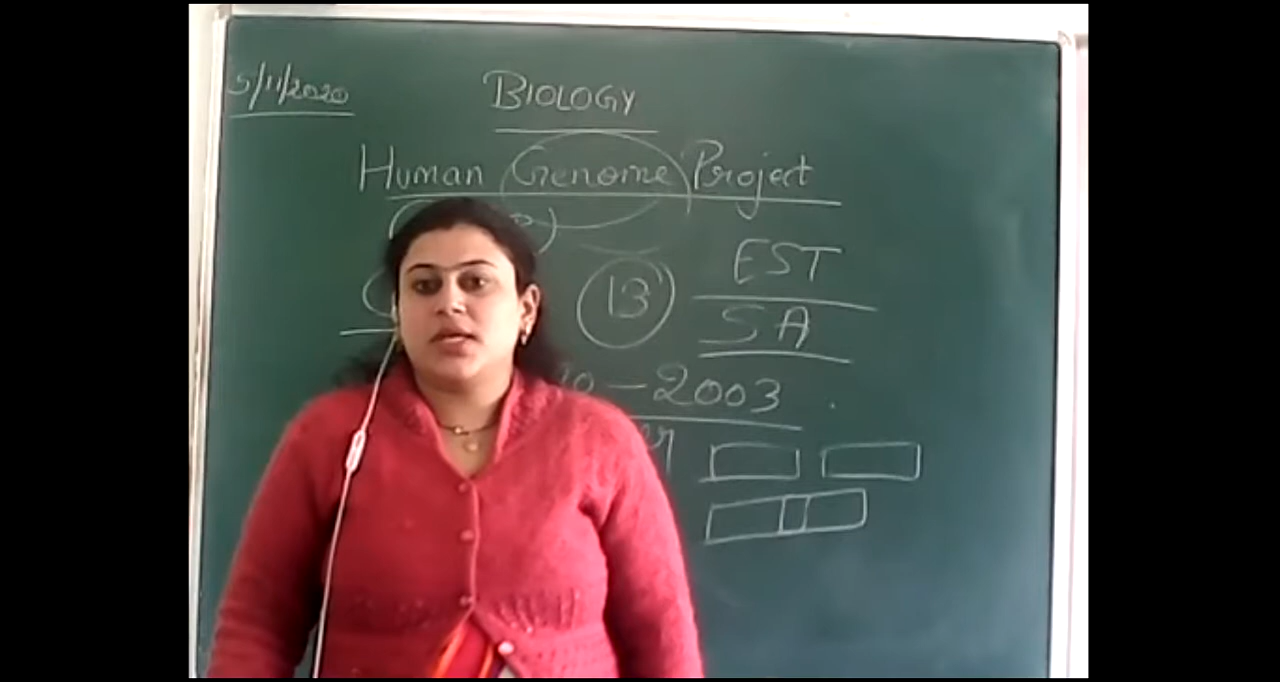 5/11/2020
BIOLOGY
Human Genome Project
EST
13
SA
- 2003